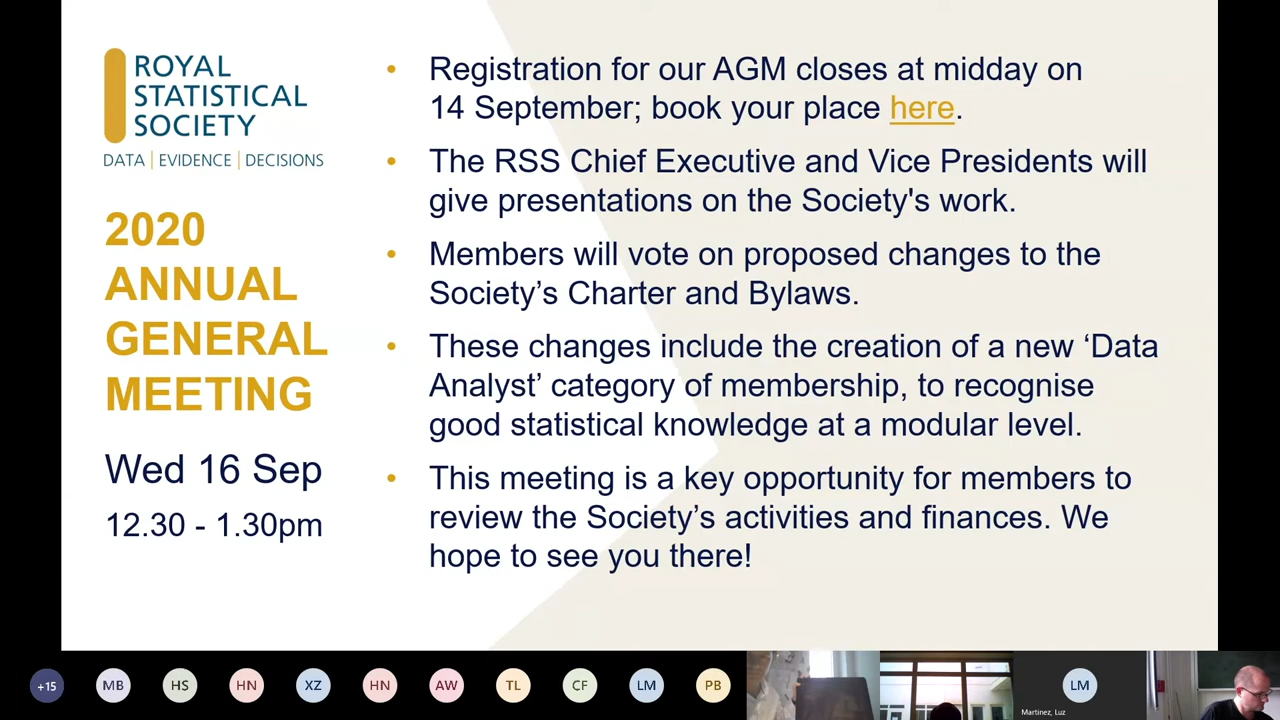 ROYAL
STATISTICAL
SOCIETY
DATA | EVIDENCE | DECISIONS
2020
ANNUAL
GENERAL
MEETING
Wed 16 Sep
12.30 - 1.30pm
• Registration for our AGM closes at midday on
14 September; book your place here.
• The RSS Chief Executive and Vice Presidents will
give presentations on the Society's work.
• Members will vote on proposed changes to the
Society’s Charter and Bylaws.
• These changes include the creation of a new ‘Data
Analyst’ category of membership, to recognise
good statistical knowledge at a modular level.
• This meeting is a key opportunity for members to
review the Society’s activities and finances. We
hope to see you there!
+15 MB HS HN XZ HN AW TL CF LM PB LM
Martinez, Luz